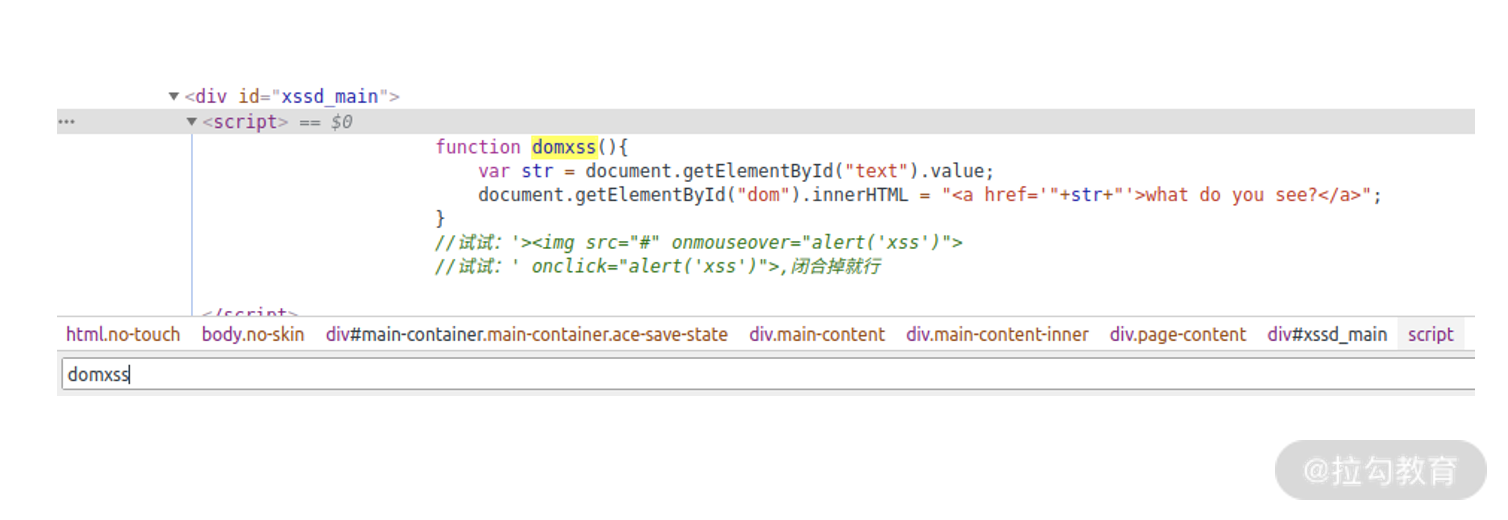 <div id="xssd_main">
<script> == $0
function domxss(){
var str = document.getElementById("text").value;
document.getElementById("dom").innerHTML = "<a href='"+str+"'>what do you see?</a>";
}
//试试：'><img src="#" onmouseover="alert('xss')">
//试试：' onclick="alert('xss')">,闭合掉就行
</script>
html.no-touch body.no-skin div#main-container.main-container.ace-save-state div.main-content div.main-content-inner div.page-content div#xssd_main script
domxss
@拉勾教育